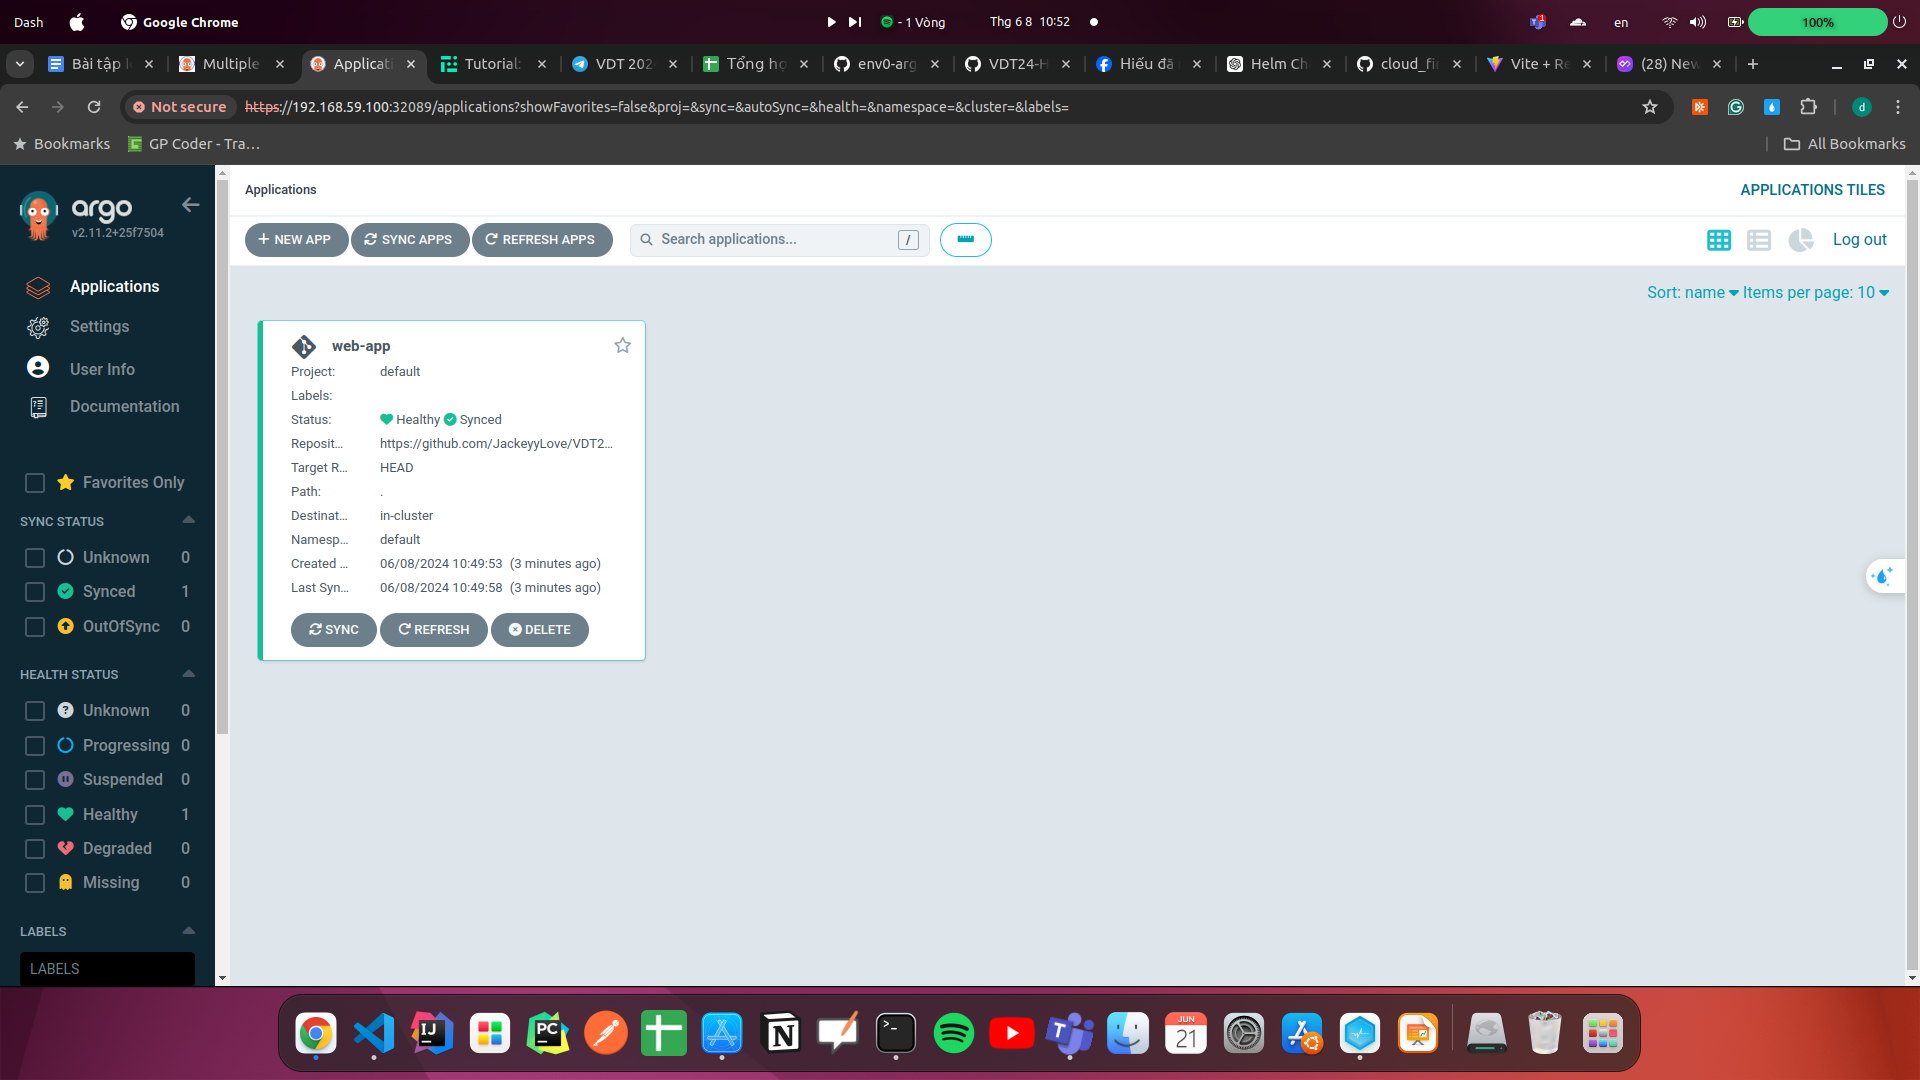 Dash
Google Chrome
- 1 Vòng
Thg 6 8 10:52
1
en
100%
Bài tập l
Multiple
Applicati
Tutorial:
VDT 202
Tổng hợ
env0-arg
VDT24-H
Hiếu đã
Helm Ch
cloud_fir
Vite + Re
(28) New
Not secure
https://192.168.59.100:32089/applications?showFavorites=false&proj=&sync=&autoSync=&health=&namespace=&cluster=&labels=
d
Bookmarks
GP Coder - Tra…
All Bookmarks
argo
v2.11.2+25f7504
Applications
Settings
User Info
Documentation
Favorites Only
SYNC STATUS
Unknown 0
Synced 1
OutOfSync 0
HEALTH STATUS
Unknown 0
Progressing 0
Suspended 0
Healthy 1
Degraded 0
Missing 0
LABELS
LABELS
Applications
APPLICATIONS TILES
NEW APP
SYNC APPS
REFRESH APPS
Search applications...
/
Log out
Sort: name
Items per page: 10
web-app
Project: default
Labels:
Status: Healthy Synced
Reposit… https://github.com/JackeyyLove/VDT2…
Target R… HEAD
Path: .
Destinat… in-cluster
Namesp… default
Created … 06/08/2024 10:49:53 (3 minutes ago)
Last Syn… 06/08/2024 10:49:58 (3 minutes ago)
SYNC
REFRESH
DELETE
IJ
PC
N
>_
T
JUN
21